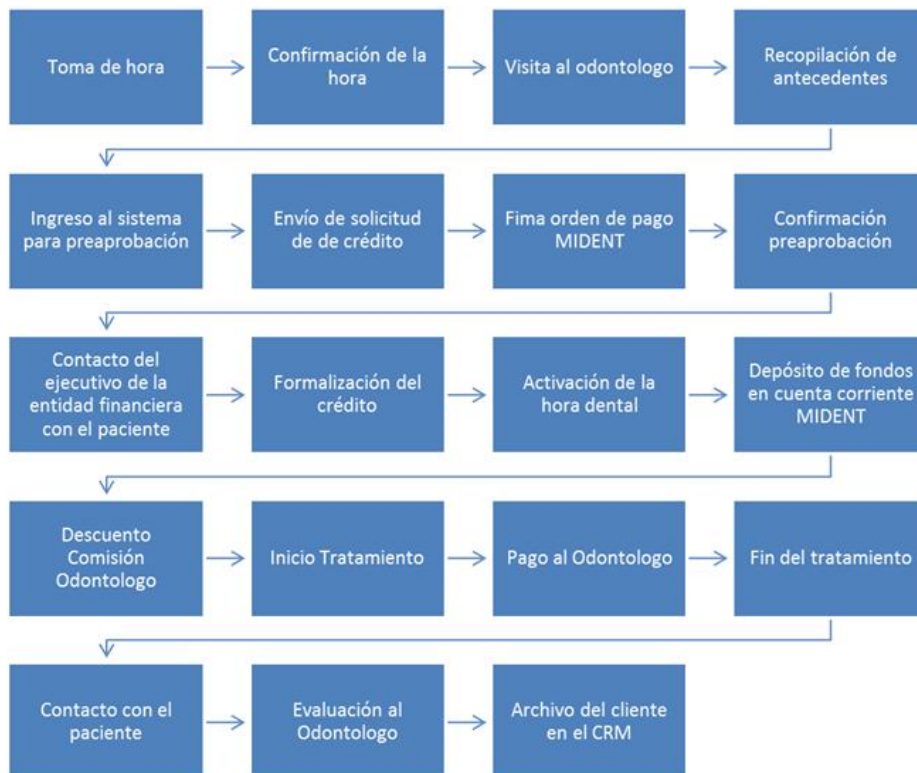 Toma de hora
Confirmación de la
hora
Visita al odontologo
Recopilación de
antecedentes
Ingreso al sistema
para preaprobación
Envío de solicitud
de de crédito
Fima orden de pago
MIDENT
Confirmación
preaprobación
Contacto del
ejecutivo de la
entidad financiera
con el paciente
Formalización del
crédito
Activación de la
hora dental
Depósito de fondos
en cuenta corriente
MIDENT
Descuento
Comisión
Odontologo
Inicio Tratamiento
Pago al Odontologo
Fin del tratamiento
Contacto con el
paciente
Evaluación al
Odontologo
Archivo del cliente
en el CRM